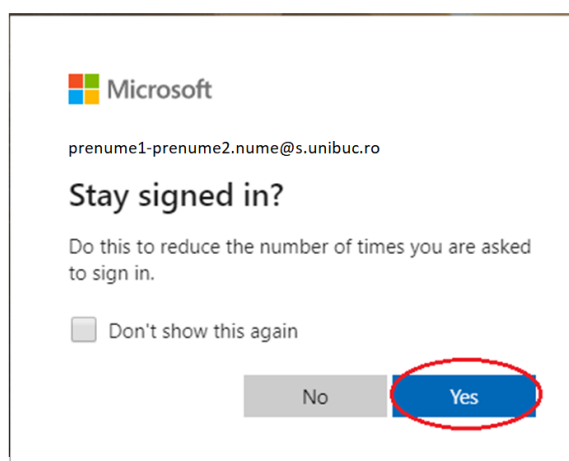 Microsoft
prenume1-prenume2.nume@s.unibuc.ro
Stay signed in?
Do this to reduce the number of times you are asked
to sign in.
Don't show this again
No
Yes